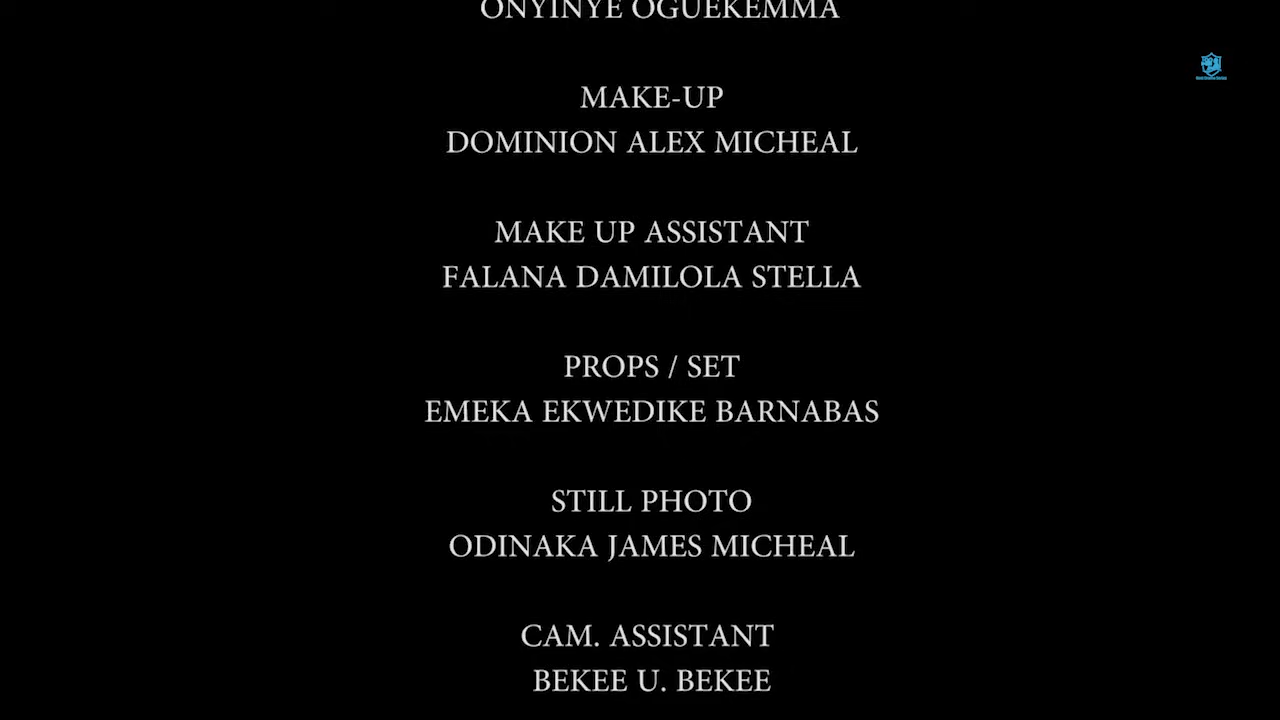 ONYINYE OGUEKEMMA
MAKE-UP
DOMINION ALEX MICHEAL
MAKE UP ASSISTANT
FALANA DAMILOLA STELLA
PROPS / SET
EMEKA EKWEDIKE BARNABAS
STILL PHOTO
ODINAKA JAMES MICHEAL
CAM. ASSISTANT
BEKEE U. BEKEE